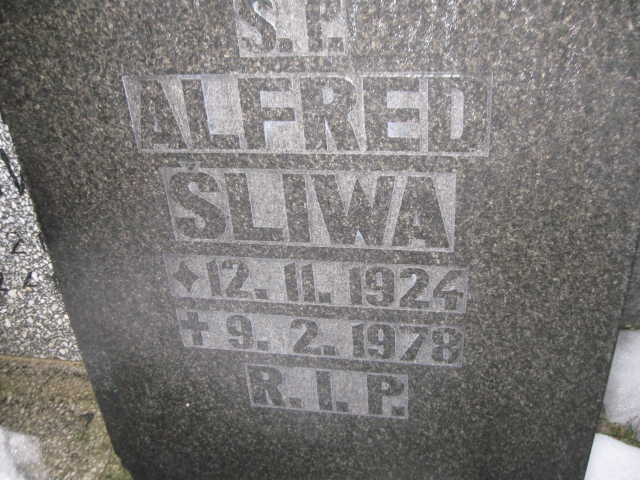 Ś. P.
ALFRED
ŚLIWA
✦ 12. 11. 1924
✝ 9. 2. 1978
R. I. P.